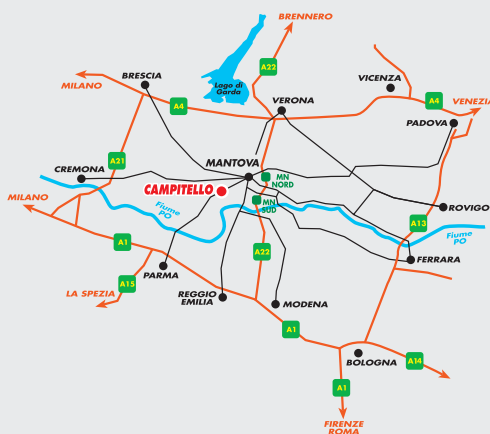 BRENNERO
A22
Lago di
Garda
MILANO
BRESCIA
A4
VERONA
VICENZA
A4
VENEZIA
PADOVA
A21
CREMONA
MANTOVA
MN
NORD
CAMPITELLO
MN
SUD
MILANO
Fiume
PO
ROVIGO
A13
Fiume
PO
A1
A22
FERRARA
PARMA
A15
LA SPEZIA
REGGIO
EMILIA
MODENA
A1
BOLOGNA
A14
A1
FIRENZE
ROMA